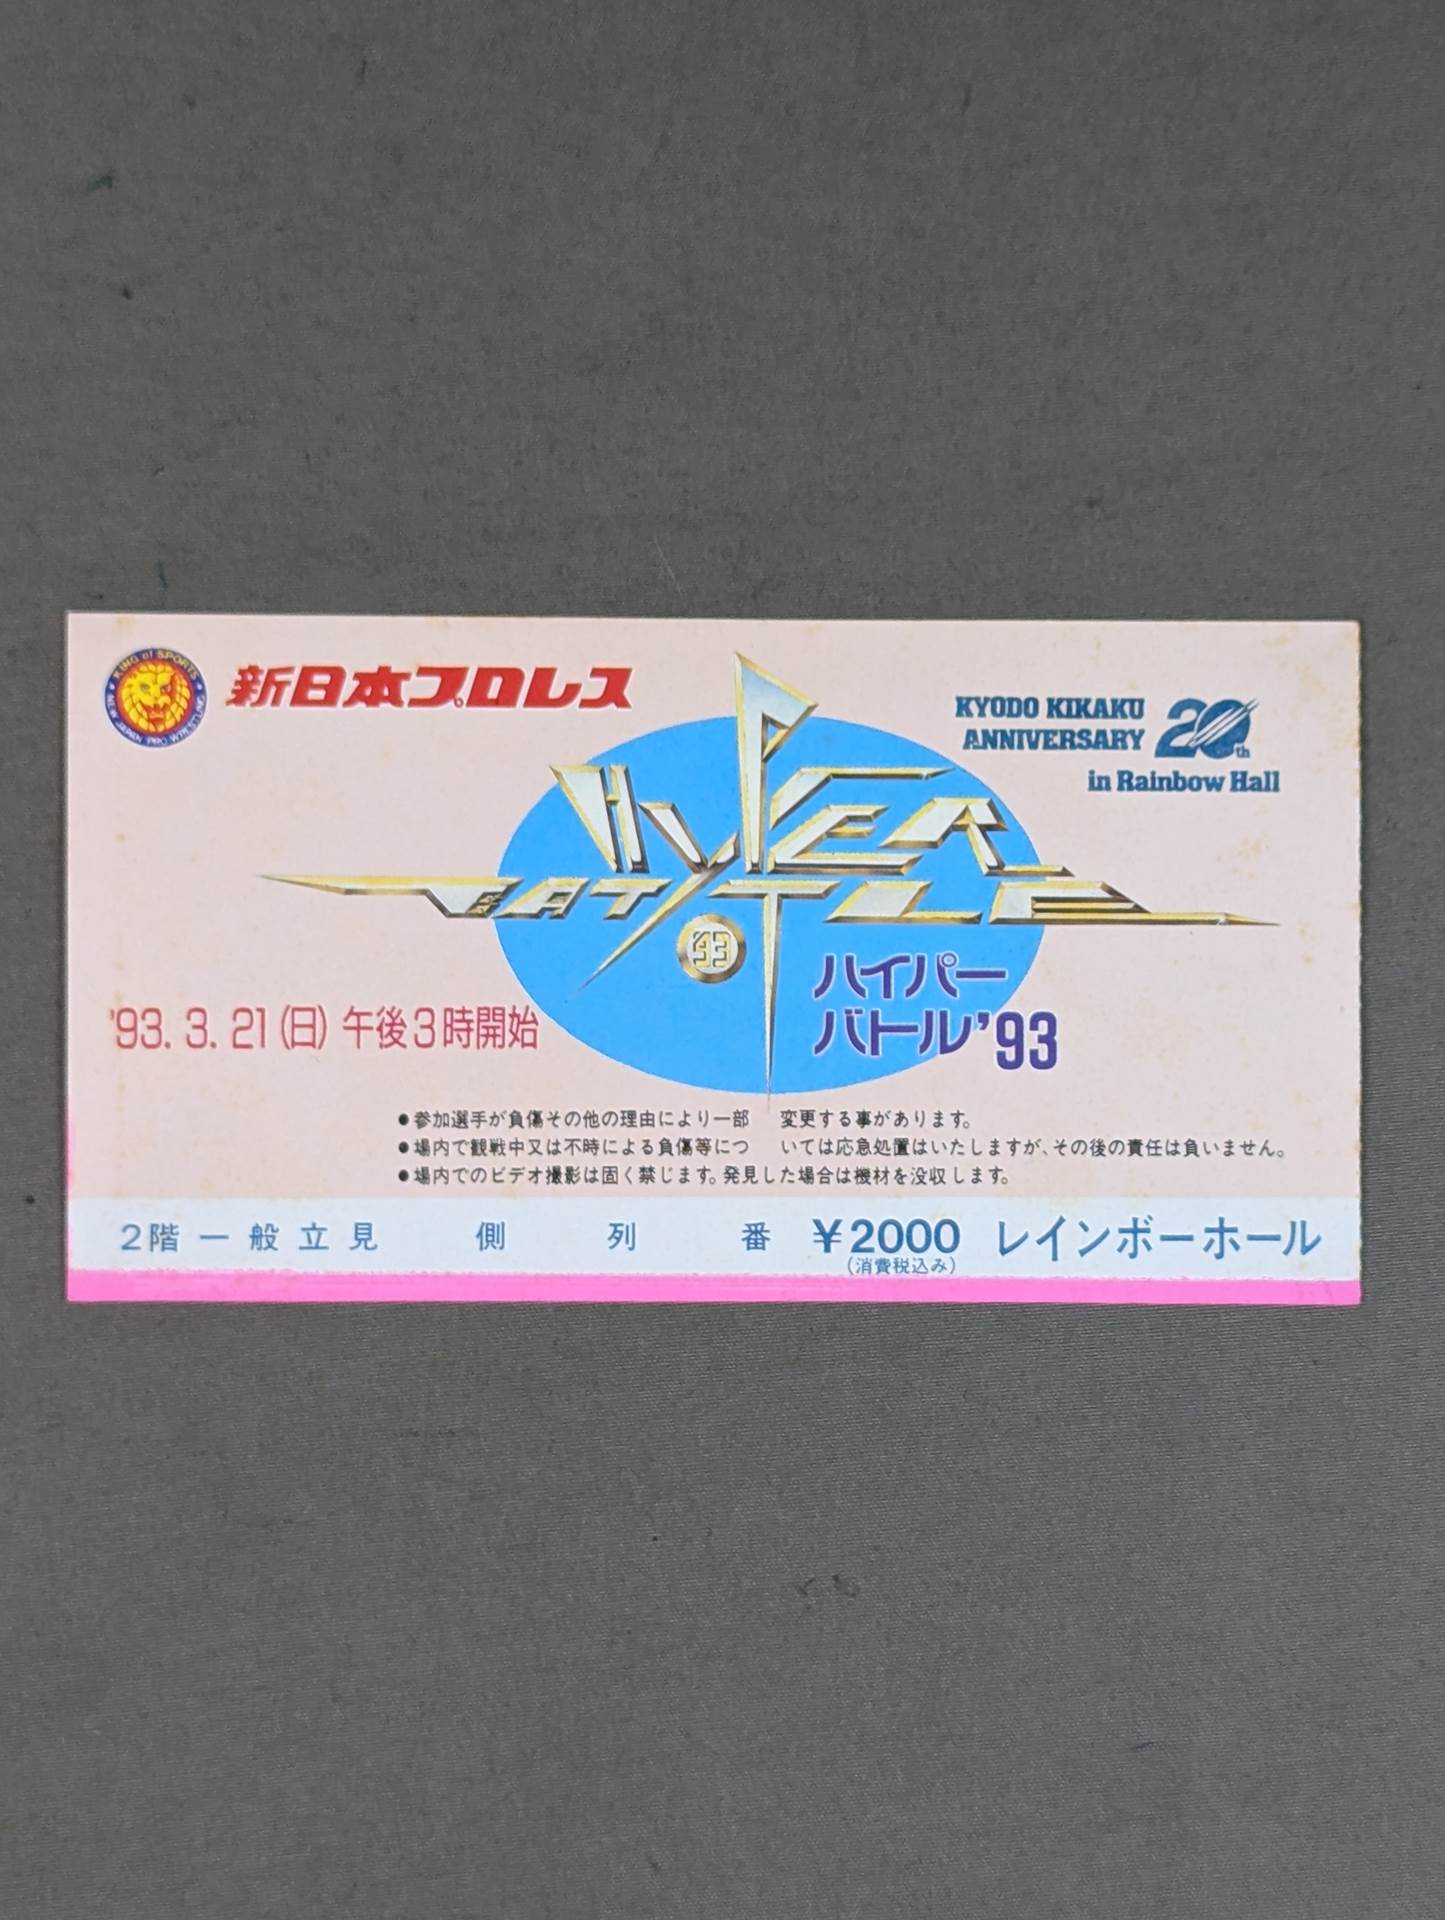 KING of SPORTS
NEW JAPAN PRO WRESTLING
新日本プロレス
KYODO KIKAKU
ANNIVERSARY 20th
in Rainbow Hall
HYPER
BATTLE
'93
ハイパー
バトル'93
'93.3.21(日)午後3時開始
●参加選手が負傷その他の理由により一部 変更する事があります。
●場内で観戦中又は不時による負傷等につ いては応急処置はいたしますが、その後の責任は負いません。
●場内でのビデオ撮影は固く禁じます。発見した場合は機材を没収します。
2階一般立見 側 列 番 ¥2000 レインボーホール
(消費税込み)